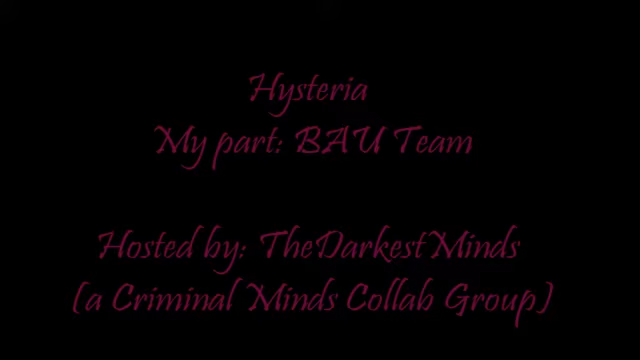 Hysteria
My part: BAU Team
Hosted by: TheDarkestMinds
(a Criminal Minds Collab Group)